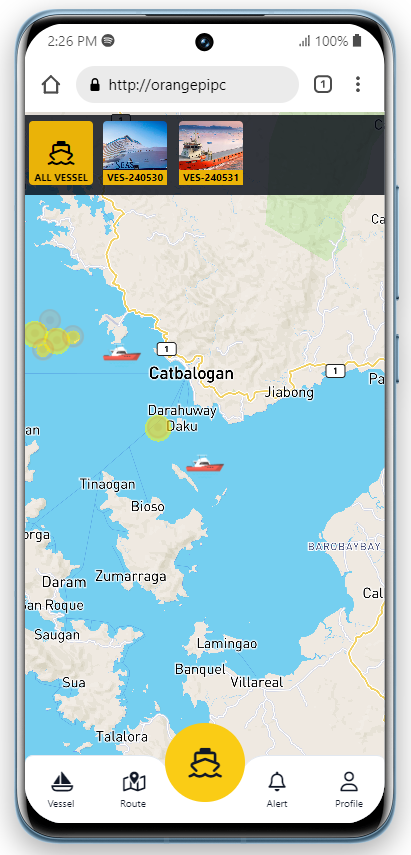 2:26 PM 100%
http://orangepipc 1
ALL VESSEL VES-240530 VES-240531
Ca
1
Catbalogan
1
Pa
Jiabong
Darahuway
Daku
an
Tinaogan
Bioso
orga
BAROBAYBAY
Daram Zumarraga
Cal
San Roque
Saugan
Lamingao
Banquel
Sua Villareal
Talalora
Vessel Route Alert Profile